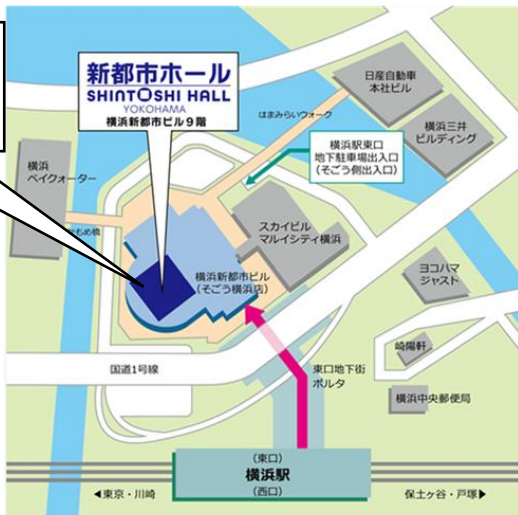 新都市ホール
SHINTOSHI HALL
YOKOHAMA
横浜新都市ビル9階
日産自動車
本社ビル
はまみらいウォーク
横浜三井
ビルディング
横浜駅東口
地下駐車場出入口
(そごう側出入口)
横浜
ベイクォーター
スカイビル
マルイシティ横浜
横浜新都市ビル
(そごう横浜店)
ヨコハマ
ジャスト
崎陽軒
国道1号線
東口地下街
ポルタ
横浜中央郵便局
(東口)
横浜駅
(西口)
◀東京・川崎
保土ヶ谷・戸塚▶